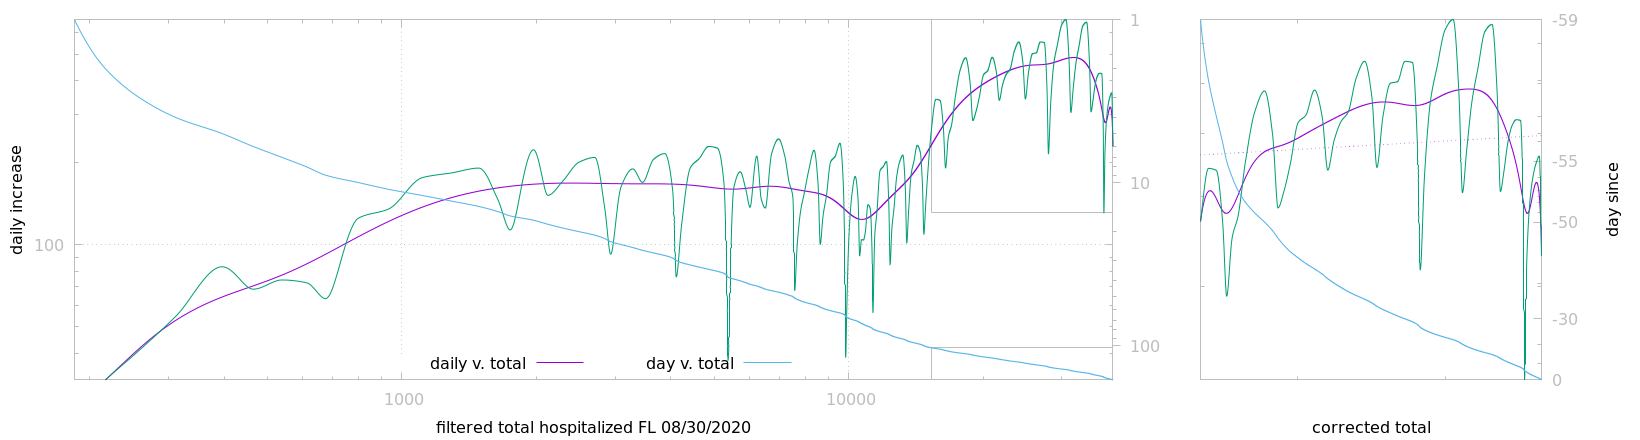 1
-59
daily increase
-55
day since
10
-50
100
-30
100
daily v. total
day v. total
0
1000
10000
filtered total hospitalized FL 08/30/2020
corrected total